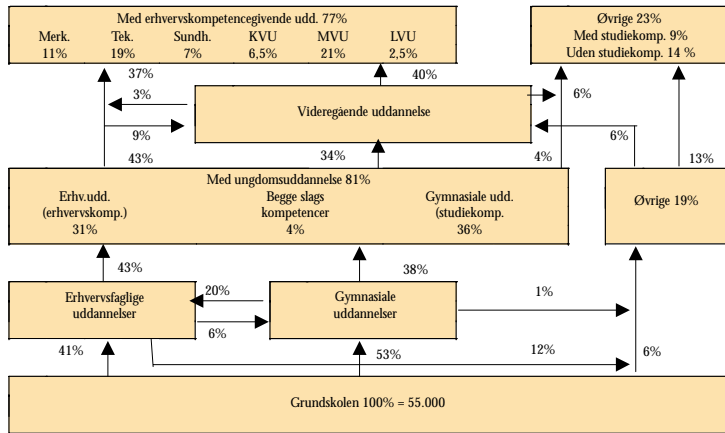 Med erhvervskompetencegivende udd. 77%
Merk. Tek. Sundh. KVU MVU LVU
11% 19% 7% 6,5% 21% 2,5%
Øvrige 23%
Med studiekomp. 9%
Uden studiekomp. 14 %
37%
40%
3%
6%
Videregående uddannelse
9%
6%
43%
34%
4%
13%
Med ungdomsuddannelse 81%
Erhv.udd.
(erhvervskomp.)
31%
Begge slags
kompetencer
4%
Gymnasiale udd.
(studiekomp.
36%
Øvrige 19%
43%
38%
Erhvervsfaglige
uddannelser
20%
6%
Gymnasiale
uddannelser
1%
41%
53%
12%
6%
Grundskolen 100% = 55.000